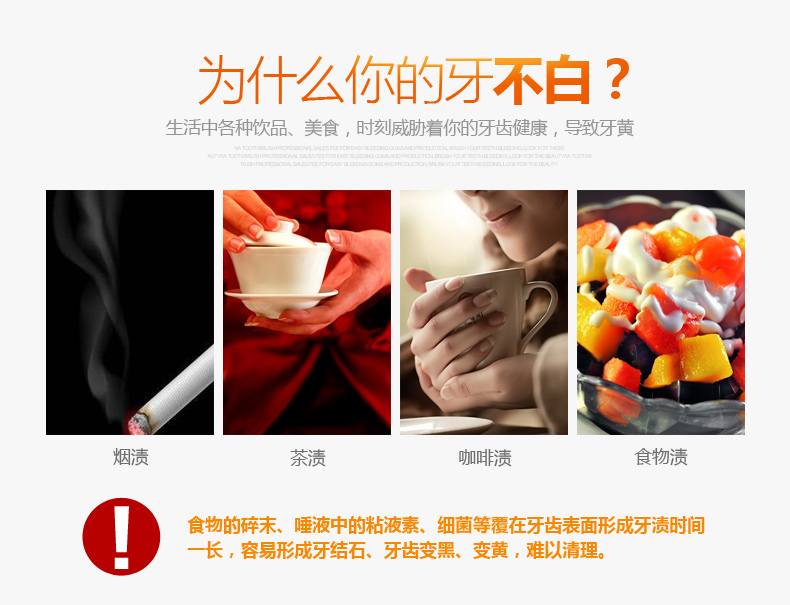 为什么你的牙不白？
生活中各种饮品、美食，时刻威胁着你的牙齿健康，导致牙黄
烟渍
茶渍
咖啡渍
食物渍
食物的碎末、唾液中的粘液素、细菌等覆在牙齿表面形成牙渍时间
一长，容易形成牙结石、牙齿变黑、变黄，难以清理。